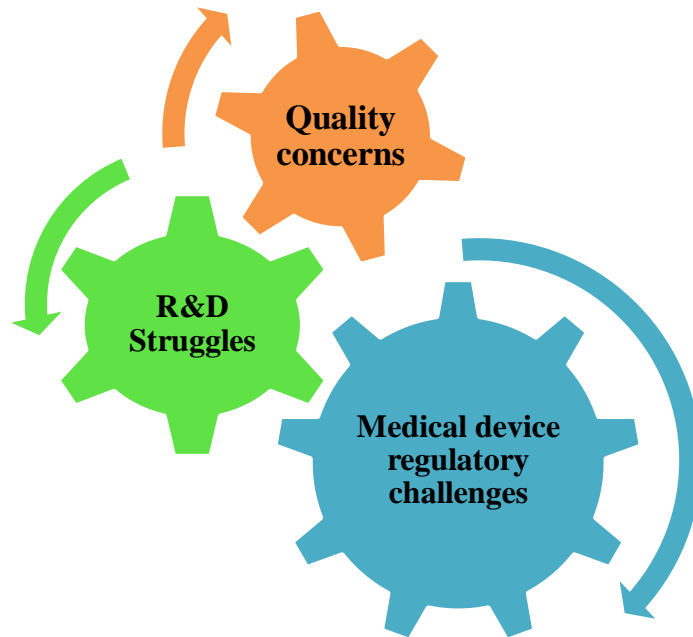 Quality
concerns
R&D
Struggles
Medical device
regulatory
challenges